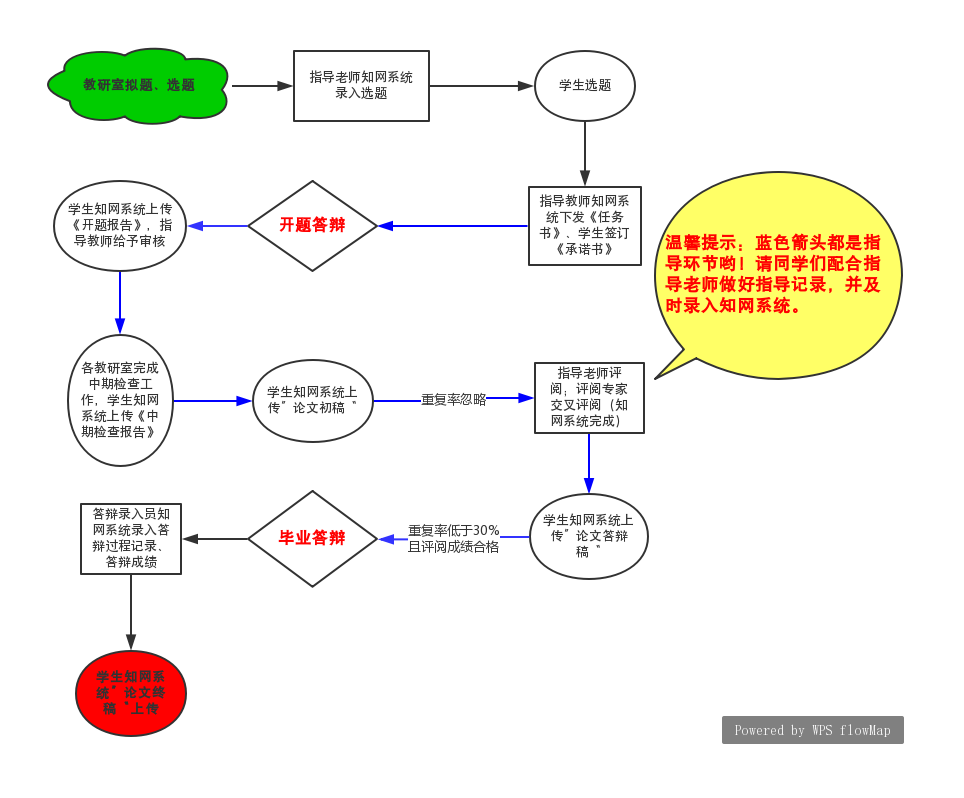 教研室拟题、选题
指导老师知网系统
录入选题
学生选题
指导教师知网系
统下发《任务
书》、学生签订
《承诺书》
开题答辩
学生知网系统上传
《开题报告》，指
导教师给予审核
温馨提示：蓝色箭头都是指
导环节哟！请同学们配合指
导老师做好指导记录，并及
时录入知网系统。
各教研室完成
中期检查工
作，学生知网
系统上传《中
期检查报告》
学生知网系统上
传”论文初稿“
重复率忽略
指导老师评
阅；评阅专家
交叉评阅（知
网系统完成）
学生知网系统上
传”论文答辩
稿“
重复率低于30%
且评阅成绩合格
毕业答辩
答辩录入员知
网系统录入答
辩过程记录、
答辩成绩
学生知网系
统”论文终
稿“上传
Powered by WPS flowMap